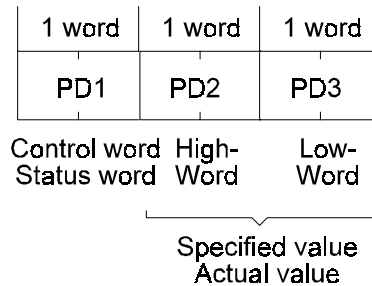 1 word 1 word 1 word
PD1 PD2 PD3
Control word High- Low-
Status word Word Word
Specified value
Actual value